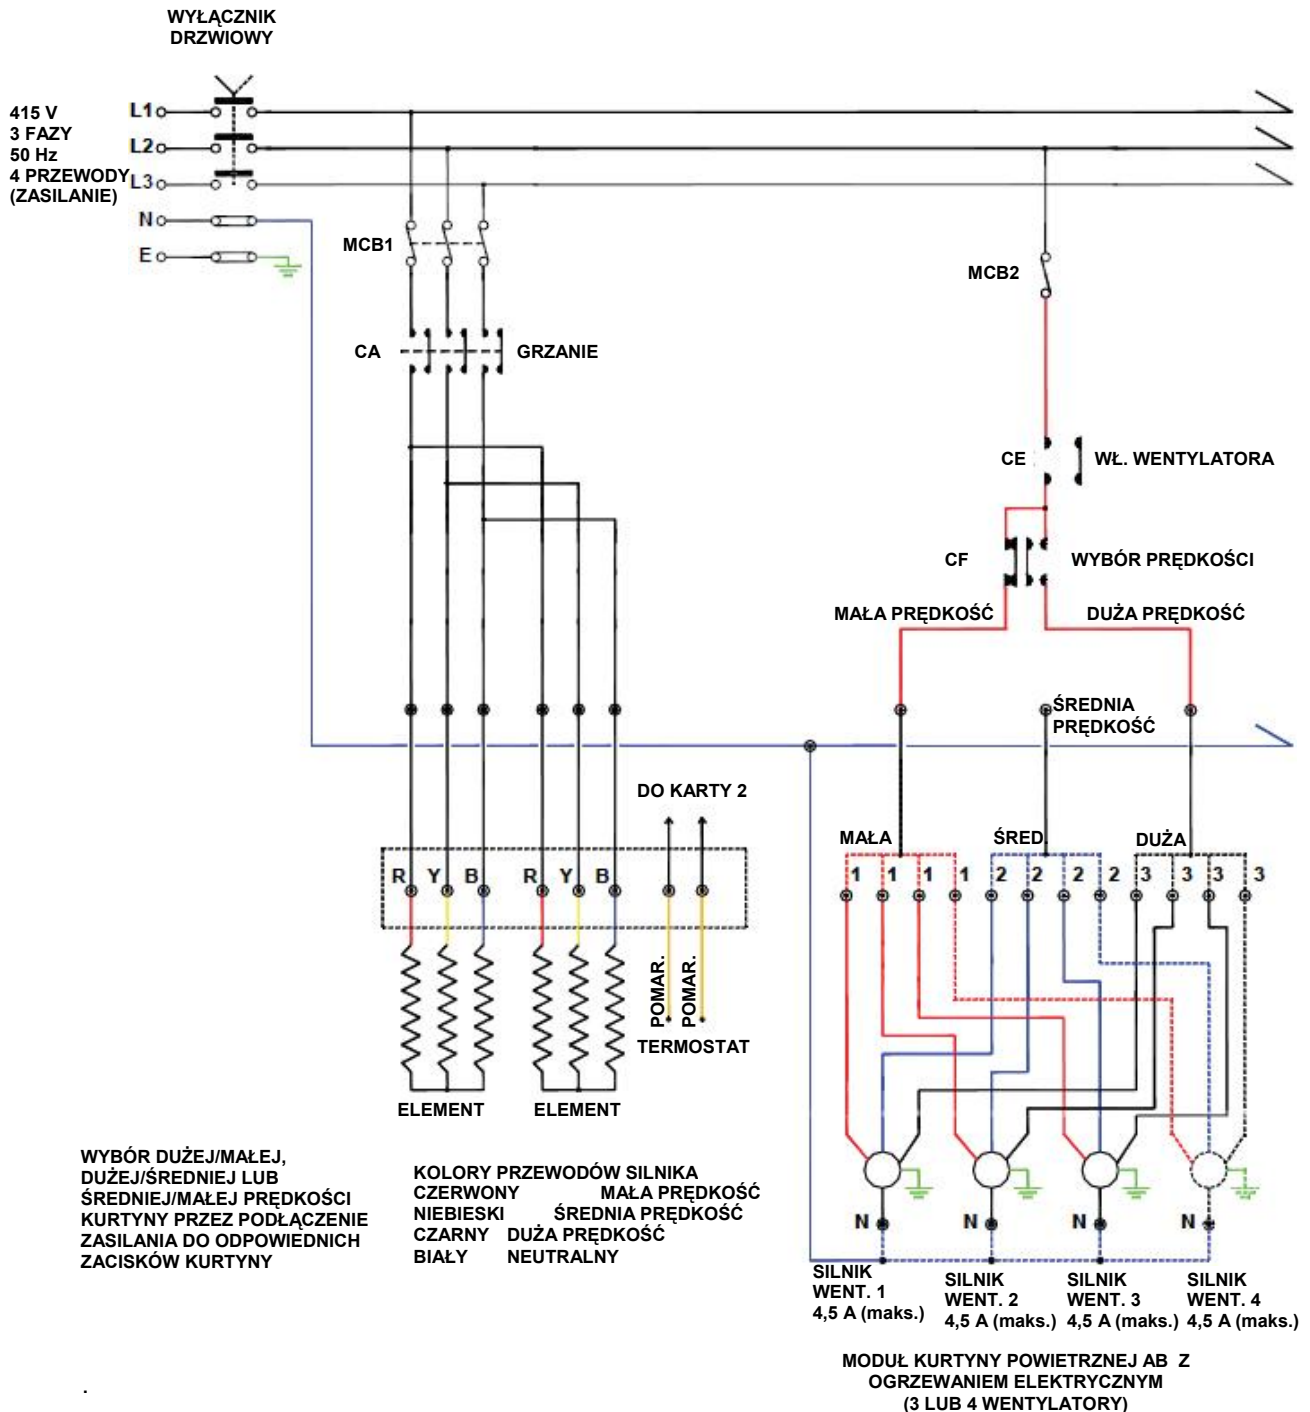 WYŁĄCZNIK
DRZWIOWY
415 V
3 FAZY
50 Hz
4 PRZEWODY
(ZASILANIE)
L1
L2
L3
N
E
MCB1
MCB2
CA
GRZANIE
CE
WŁ. WENTYLATORA
CF
WYBÓR PRĘDKOŚCI
MAŁA PRĘDKOŚĆ
DUŻA PRĘDKOŚĆ
ŚREDNIA
PRĘDKOŚĆ
DO KARTY 2
MAŁA
ŚRED
DUŻA
R Y B R Y B
1 1 1 1 2 2 2 2 3 3 3 3
POMAR.
POMAR.
TERMOSTAT
ELEMENT
ELEMENT
WYBÓR DUŻEJ/MAŁEJ,
DUŻEJ/ŚREDNIEJ LUB
ŚREDNIEJ/MAŁEJ PRĘDKOŚCI
KURTYNY PRZEZ PODŁĄCZENIE
ZASILANIA DO ODPOWIEDNICH
ZACISKÓW KURTYNY
KOLORY PRZEWODÓW SILNIKA
CZERWONY MAŁA PRĘDKOŚĆ
NIEBIESKI ŚREDNIA PRĘDKOŚĆ
CZARNY DUŻA PRĘDKOŚĆ
BIAŁY NEUTRALNY
N N N N
SILNIK
WENT. 1
4,5 A (maks.)
SILNIK
WENT. 2
4,5 A (maks.)
SILNIK
WENT. 3
4,5 A (maks.)
SILNIK
WENT. 4
4,5 A (maks.)
MODUŁ KURTYNY POWIETRZNEJ AB Z
OGRZEWANIEM ELEKTRYCZNYM
(3 LUB 4 WENTYLATORY)
.